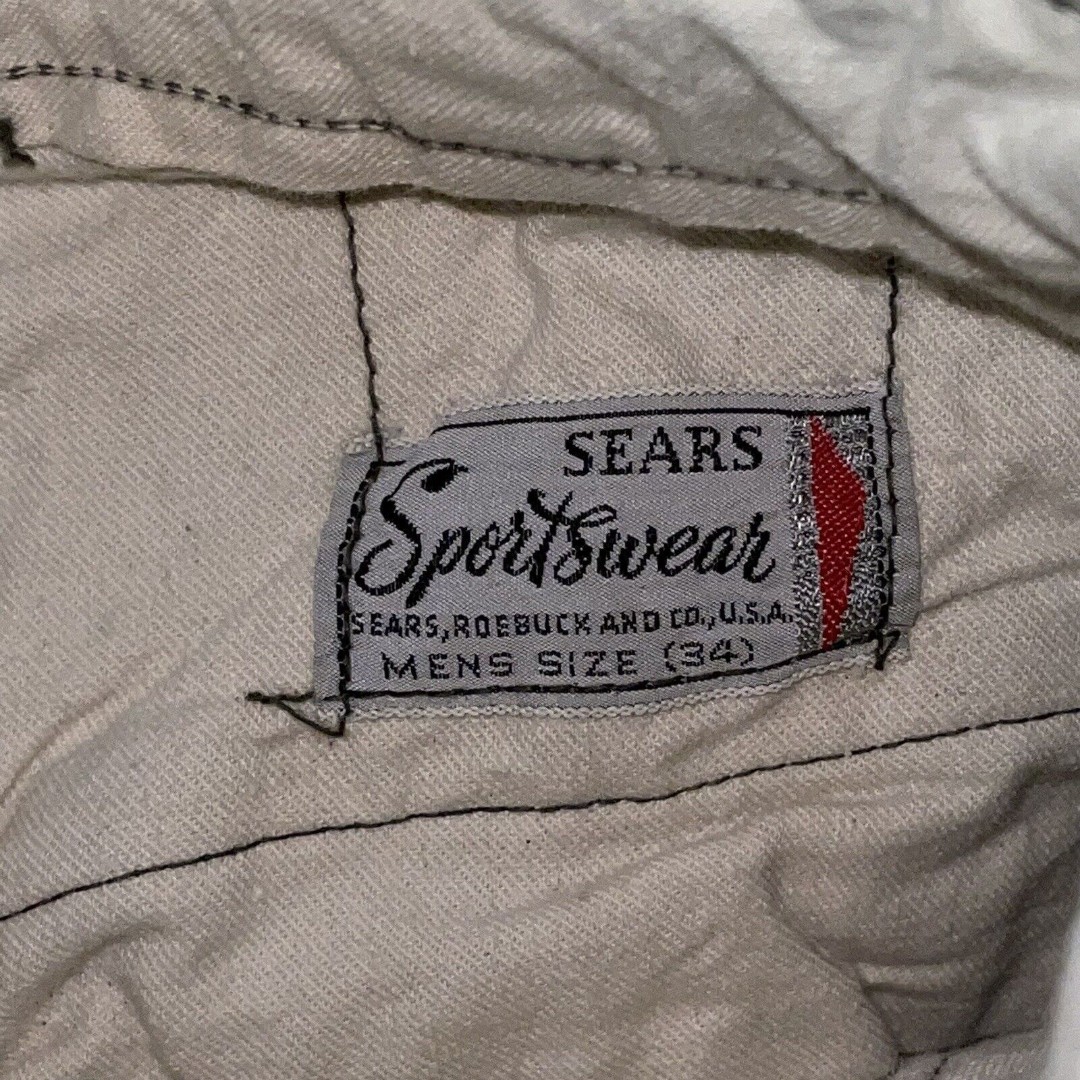 SEARS
Sportswear
SEARS, ROEBUCK AND CO., U.S.A.
MENS SIZE (34)